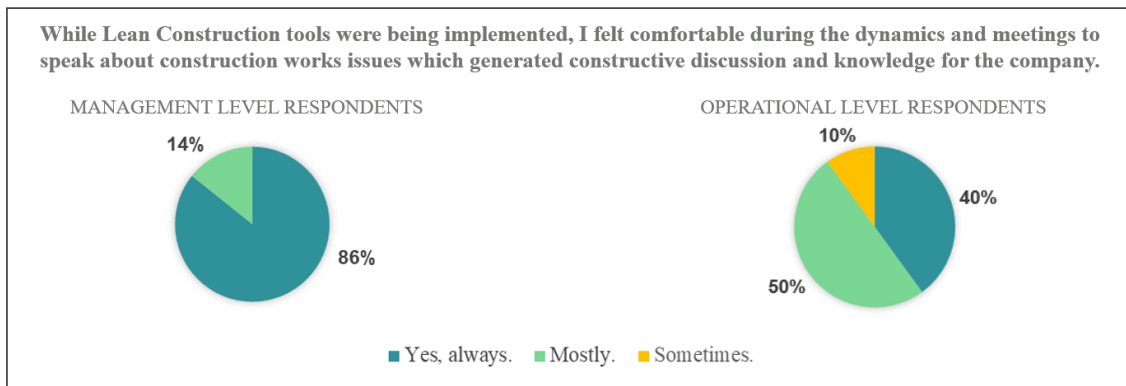 While Lean Construction tools were being implemented, I felt comfortable during the dynamics and meetings to
speak about construction works issues which generated constructive discussion and knowledge for the company.
MANAGEMENT LEVEL RESPONDENTS
14%
86%
OPERATIONAL LEVEL RESPONDENTS
10%
40%
50%
Yes, always. Mostly. Sometimes.